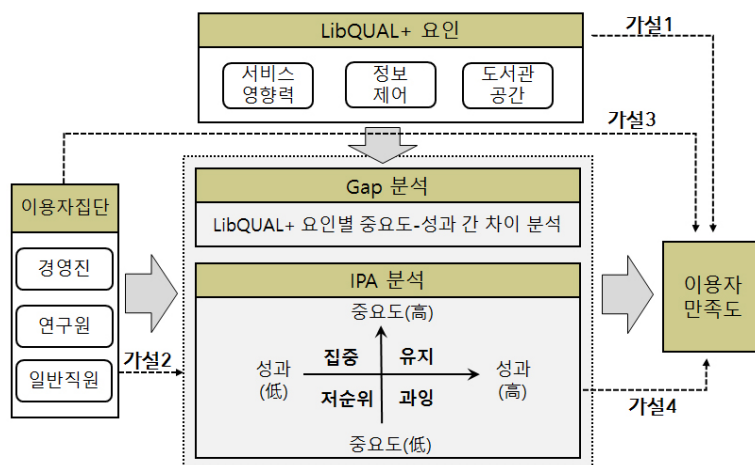 LibQUAL+ 요인
가설1
서비스
영향력
정보
제어
도서관
공간
가설3
이용자집단
경영진
연구원
일반직원
가설2
Gap 분석
LibQUAL+ 요인별 중요도-성과 간 차이 분석
IPA 분석
중요도(高)
집중
유지
성과
(低)
성과
(高)
저순위
과잉
중요도(低)
이용자
만족도
가설4